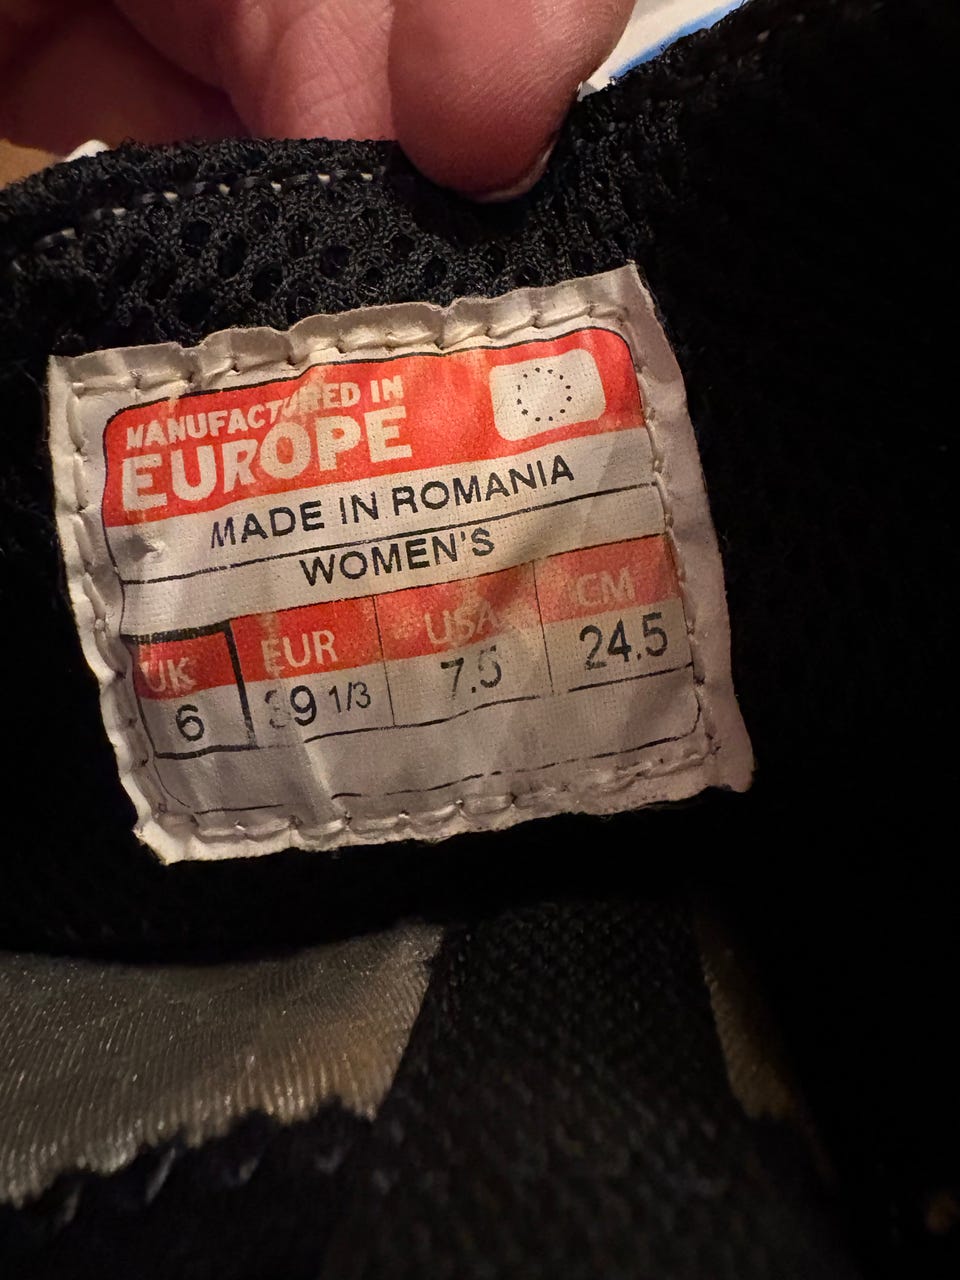 MANUFACTURED IN
EUROPE
MADE IN ROMANIA
WOMEN'S
UK EUR USA CM
6 39 1/3 7.5 24.5